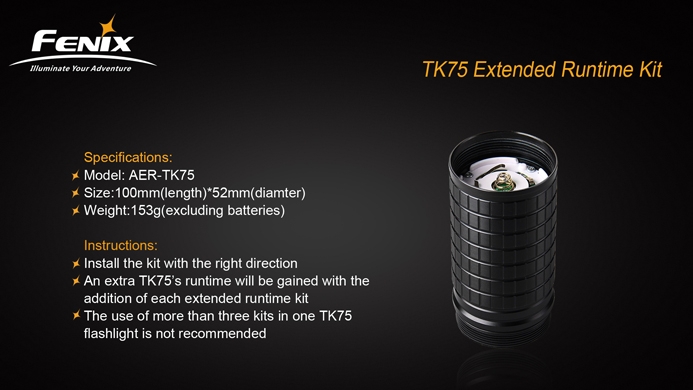 FENIX
Illuminate Your Adventure
TK75 Extended Runtime Kit
Specifications:
Model: AER-TK75
Size:100mm(length)*52mm(diamter)
Weight:153g(excluding batteries)
Instructions:
Install the kit with the right direction
An extra TK75's runtime will be gained with the
addition of each extended runtime kit
The use of more than three kits in one TK75
flashlight is not recommended